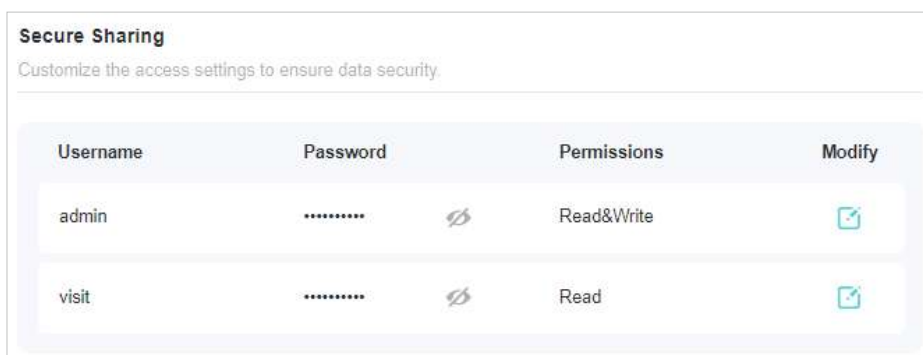 Secure Sharing
Customize the access settings to ensure data security.
Username Password Permissions Modify
admin •••••••••• Read&Write
visit •••••••••• Read